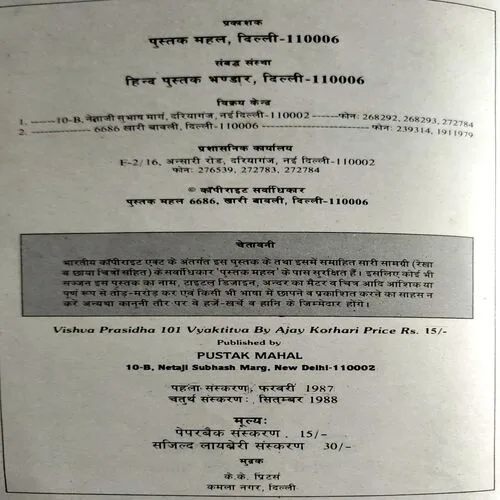 प्रकाशक
पुस्तक महल, दिल्ली-110006
संबद्ध संस्था
हिन्द पुस्तक भण्डार, दिल्ली-110006
विक्रय केन्द्र
1. -----10-B, नेताजी सुभाष मार्ग, दरियागंज, नई दिल्ली-110002 -----फोन: 268292, 268293, 272784
2. ---------- 6686 खारी बावली, दिल्ली-110006 ---------- फोन: 239314, 1911979
प्रशासनिक कार्यालय
F-2/16, अन्सारी रोड, दरियागंज, नई दिल्ली-110002
फोन: 276539, 272783, 272784
© कॉपीराइट सर्वाधिकार
पुस्तक महल 6686, खारी बावली, दिल्ली-110006
चेतावनी
भारतीय कॉपीराइट एक्ट के अंतर्गत इस पुस्तक के तथा इसमें समाहित सारी सामग्री (रेखा
व छाया चित्रों सहित) के सर्वाधिकार 'पुस्तक महल' के पास सुरक्षित हैं। इसलिए कोई भी
सज्जन इस पुस्तक का नाम, टाइटल डिजाइन, अन्दर का मैटर व चित्र आदि आंशिक या
पूर्ण रूप से तोड़-मरोड़ कर एवं किसी भी भाषा में छापने व प्रकाशित करने का साहस न
करें अन्यथा कानूनी तौर पर वे हर्जे-खर्चे व हानि के जिम्मेदार होंगे।
Vishva Prasidha 101 Vyaktitva By Ajay Kothari Price Rs. 15/-
Published by
PUSTAK MAHAL
10-B, Netaji Subhash Marg, New Delhi-110002
पहला संस्करण, फरवरी 1987
चतुर्थ संस्करण: सितम्बर 1988
मूल्य:
पेपरबैक संस्करण . 15/-
सजिल्द लायब्रेरी संस्करण 30/-
मुद्रक
के.के. प्रिंटर्स
कमला नगर, दिल्ली